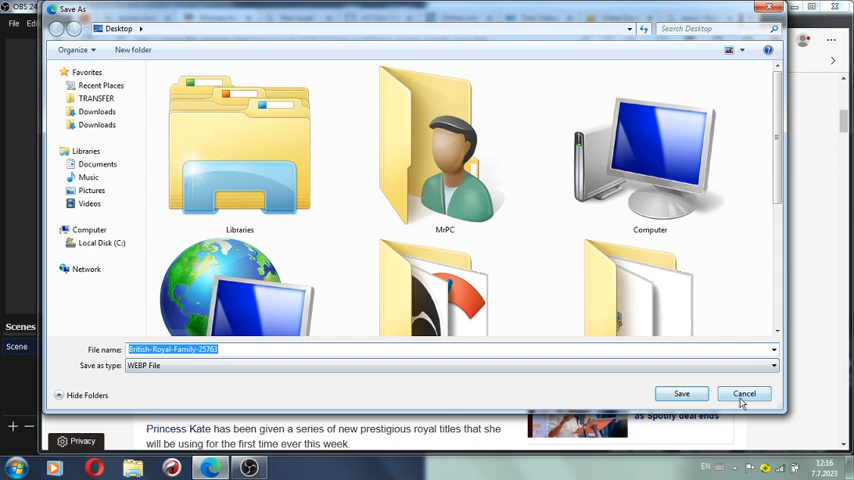 OBS 24
Save As
File
Desktop
Search Desktop
Organize
New folder
Favorites
Recent Places
TRANSFER
Downloads
Downloads
Libraries
Documents
Music
Pictures
Videos
Computer
Local Disk (C:)
Network
Libraries
MrPC
Computer
Scenes
Scene
File name: British-Royal-Family-25763
Save as type: WEBP File
Hide Folders
Save
Cancel
as Spotify deal ends
Princess Kate has been given a series of new prestigious royal titles that she
will be using for the first time ever this week.
Privacy
EN
12:16
7.7.2023